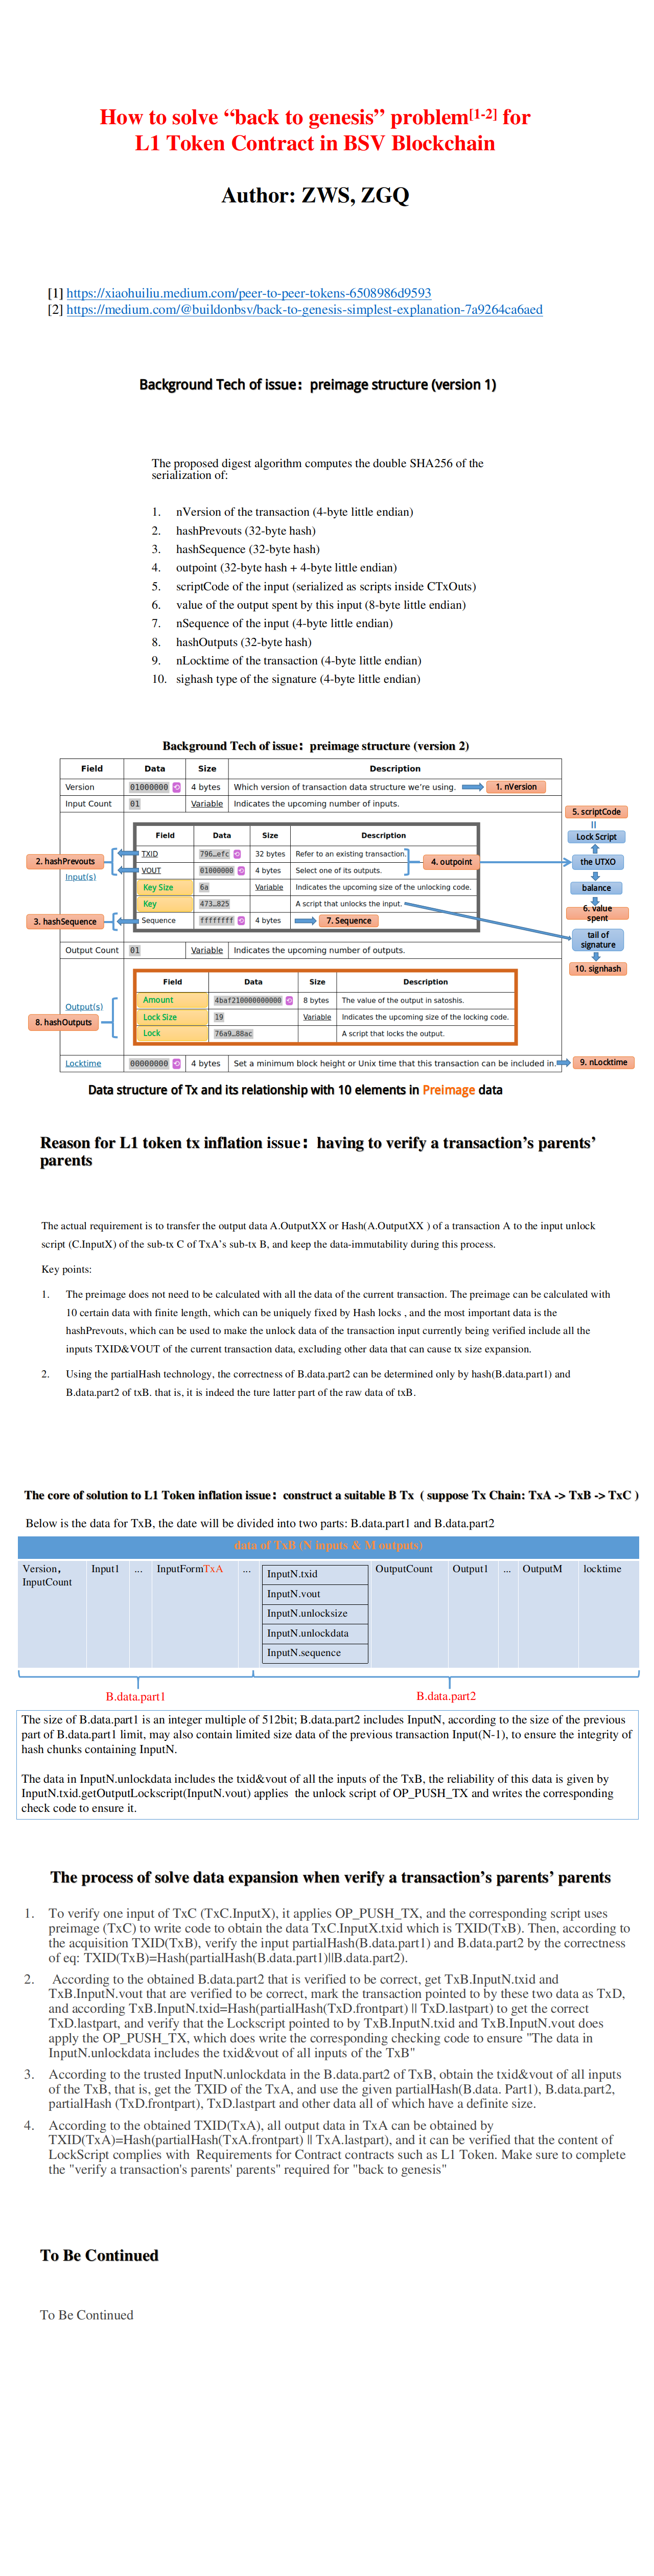 How to solve “back to genesis” problem[1-2] for
L1 Token Contract in BSV Blockchain
Author: ZWS, ZGQ
[1] https://xiaohuiliu.medium.com/peer-to-peer-tokens-6508986d9593
[2] https://medium.com/@buildonbsv/back-to-genesis-simplest-explanation-7a9264ca6aed
Background Tech of issue：preimage structure (version 1)
The proposed digest algorithm computes the double SHA256 of the
serialization of:
1. nVersion of the transaction (4-byte little endian)
2. hashPrevouts (32-byte hash)
3. hashSequence (32-byte hash)
4. outpoint (32-byte hash + 4-byte little endian)
5. scriptCode of the input (serialized as scripts inside CTxOuts)
6. value of the output spent by this input (8-byte little endian)
7. nSequence of the input (4-byte little endian)
8. hashOutputs (32-byte hash)
9. nLocktime of the transaction (4-byte little endian)
10. sighash type of the signature (4-byte little endian)
Background Tech of issue：preimage structure (version 2)
Field Data Size Description
Version 01000000 4 bytes Which version of transaction data structure we're using. 1. nVersion
Input Count 01 Variable Indicates the upcoming number of inputs.
5. scriptCode
Lock Script
Field Data Size Description
2. hashPrevouts
TXID 796…efc 32 bytes Refer to an existing transaction.
4. outpoint
the UTXO
VOUT 01000000 4 bytes Select one of its outputs.
Input(s)
Key Size 6a Variable Indicates the upcoming size of the unlocking code.
balance
Key 473…825 A script that unlocks the input.
6. value
spent
3. hashSequence
Sequence ffffffff 4 bytes 7. Sequence
tail of
signature
Output Count 01 Variable Indicates the upcoming number of outputs.
10. signhash
Field Data Size Description
Amount 4baf210000000000 8 bytes The value of the output in satoshis.
Output(s)
Lock Size 19 Variable Indicates the upcoming size of the locking code.
8. hashOutputs
Lock 76a9…88ac A script that locks the output.
Locktime 00000000 4 bytes Set a minimum block height or Unix time that this transaction can be included in. 9. nLocktime
Data structure of Tx and its relationship with 10 elements in Preimage data
Reason for L1 token tx inflation issue：having to verify a transaction’s parents’
parents
The actual requirement is to transfer the output data A.OutputXX or Hash(A.OutputXX ) of a transaction A to the input unlock
script (C.InputX) of the sub-tx C of TxA’s sub-tx B, and keep the data-immutability during this process.
Key points:
1. The preimage does not need to be calculated with all the data of the current transaction. The preimage can be calculated with
10 certain data with finite length, which can be uniquely fixed by Hash locks , and the most important data is the
hashPrevouts, which can be used to make the unlock data of the transaction input currently being verified include all the
inputs TXID&VOUT of the current transaction data, excluding other data that can cause tx size expansion.
2. Using the partialHash technology, the correctness of B.data.part2 can be determined only by hash(B.data.part1) and
B.data.part2 of txB. that is, it is indeed the ture latter part of the raw data of txB.
The core of solution to L1 Token inflation issue：construct a suitable B Tx ( suppose Tx Chain: TxA -> TxB -> TxC )
Below is the data for TxB, the date will be divided into two parts: B.data.part1 and B.data.part2
data of TxB (N inputs & M outputs)
Version, Input1 ... InputFormTxA ... InputN.txid OutputCount Output1 ... OutputM locktime
InputCount
InputN.vout
InputN.unlocksize
InputN.unlockdata
InputN.sequence
B.data.part1 B.data.part2
The size of B.data.part1 is an integer multiple of 512bit; B.data.part2 includes InputN, according to the size of the previous
part of B.data.part1 limit, may also contain limited size data of the previous transaction Input(N-1), to ensure the integrity of
hash chunks containing InputN.
The data in InputN.unlockdata includes the txid&vout of all the inputs of the TxB, the reliability of this data is given by
InputN.txid.getOutputLockscript(InputN.vout) applies the unlock script of OP_PUSH_TX and writes the corresponding
check code to ensure it.
The process of solve data expansion when verify a transaction’s parents’ parents
1. To verify one input of TxC (TxC.InputX), it applies OP_PUSH_TX, and the corresponding script uses
preimage (TxC) to write code to obtain the data TxC.InputX.txid which is TXID(TxB). Then, according to
the acquisition TXID(TxB), verify the input partialHash(B.data.part1) and B.data.part2 by the correctness
of eq: TXID(TxB)=Hash(partialHash(B.data.part1)||B.data.part2).
2. According to the obtained B.data.part2 that is verified to be correct, get TxB.InputN.txid and
TxB.InputN.vout that are verified to be correct, mark the transaction pointed to by these two data as TxD,
and according TxB.InputN.txid=Hash(partialHash(TxD.frontpart) || TxD.lastpart) to get the correct
TxD.lastpart, and verify that the Lockscript pointed to by TxB.InputN.txid and TxB.InputN.vout does
apply the OP_PUSH_TX, which does write the corresponding checking code to ensure "The data in
InputN.unlockdata includes the txid&vout of all inputs of the TxB"
3. According to the trusted InputN.unlockdata in the B.data.part2 of TxB, obtain the txid&vout of all inputs
of the TxB, that is, get the TXID of the TxA, and use the given partialHash(B.data. Part1), B.data.part2,
partialHash (TxD.frontpart), TxD.lastpart and other data all of which have a definite size.
4. According to the obtained TXID(TxA), all output data in TxA can be obtained by
TXID(TxA)=Hash(partialHash(TxA.frontpart) || TxA.lastpart), and it can be verified that the content of
LockScript complies with Requirements for Contract contracts such as L1 Token. Make sure to complete
the "verify a transaction's parents' parents" required for "back to genesis"
To Be Continued
To Be Continued